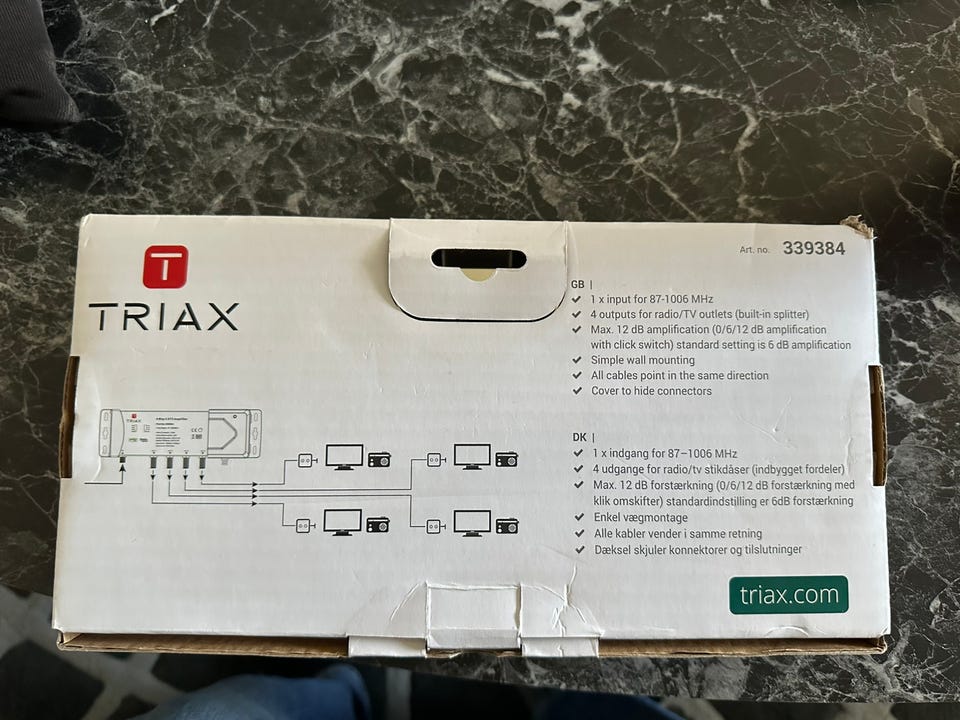 T
TRIAX
Art. no. 339384
GB |
✓ 1 x input for 87-1006 MHz
✓ 4 outputs for radio/TV outlets (built-in splitter)
✓ Max. 12 dB amplification (0/6/12 dB amplification
with click switch) standard setting is 6 dB amplification
✓ Simple wall mounting
✓ All cables point in the same direction
✓ Cover to hide connectors
TRIAX
DK |
✓ 1 x indgang for 87–1006 MHz
✓ 4 udgange for radio/tv stikdåser (indbygget fordeler)
✓ Max. 12 dB forstærkning (0/6/12 dB forstærkning med
klik omskifter) standardindstilling er 6dB forstærkning
✓ Enkel vægmontage
✓ Alle kabler vender i samme retning
✓ Dæksel skjuler konnektorer og tilslutninger
triax.com